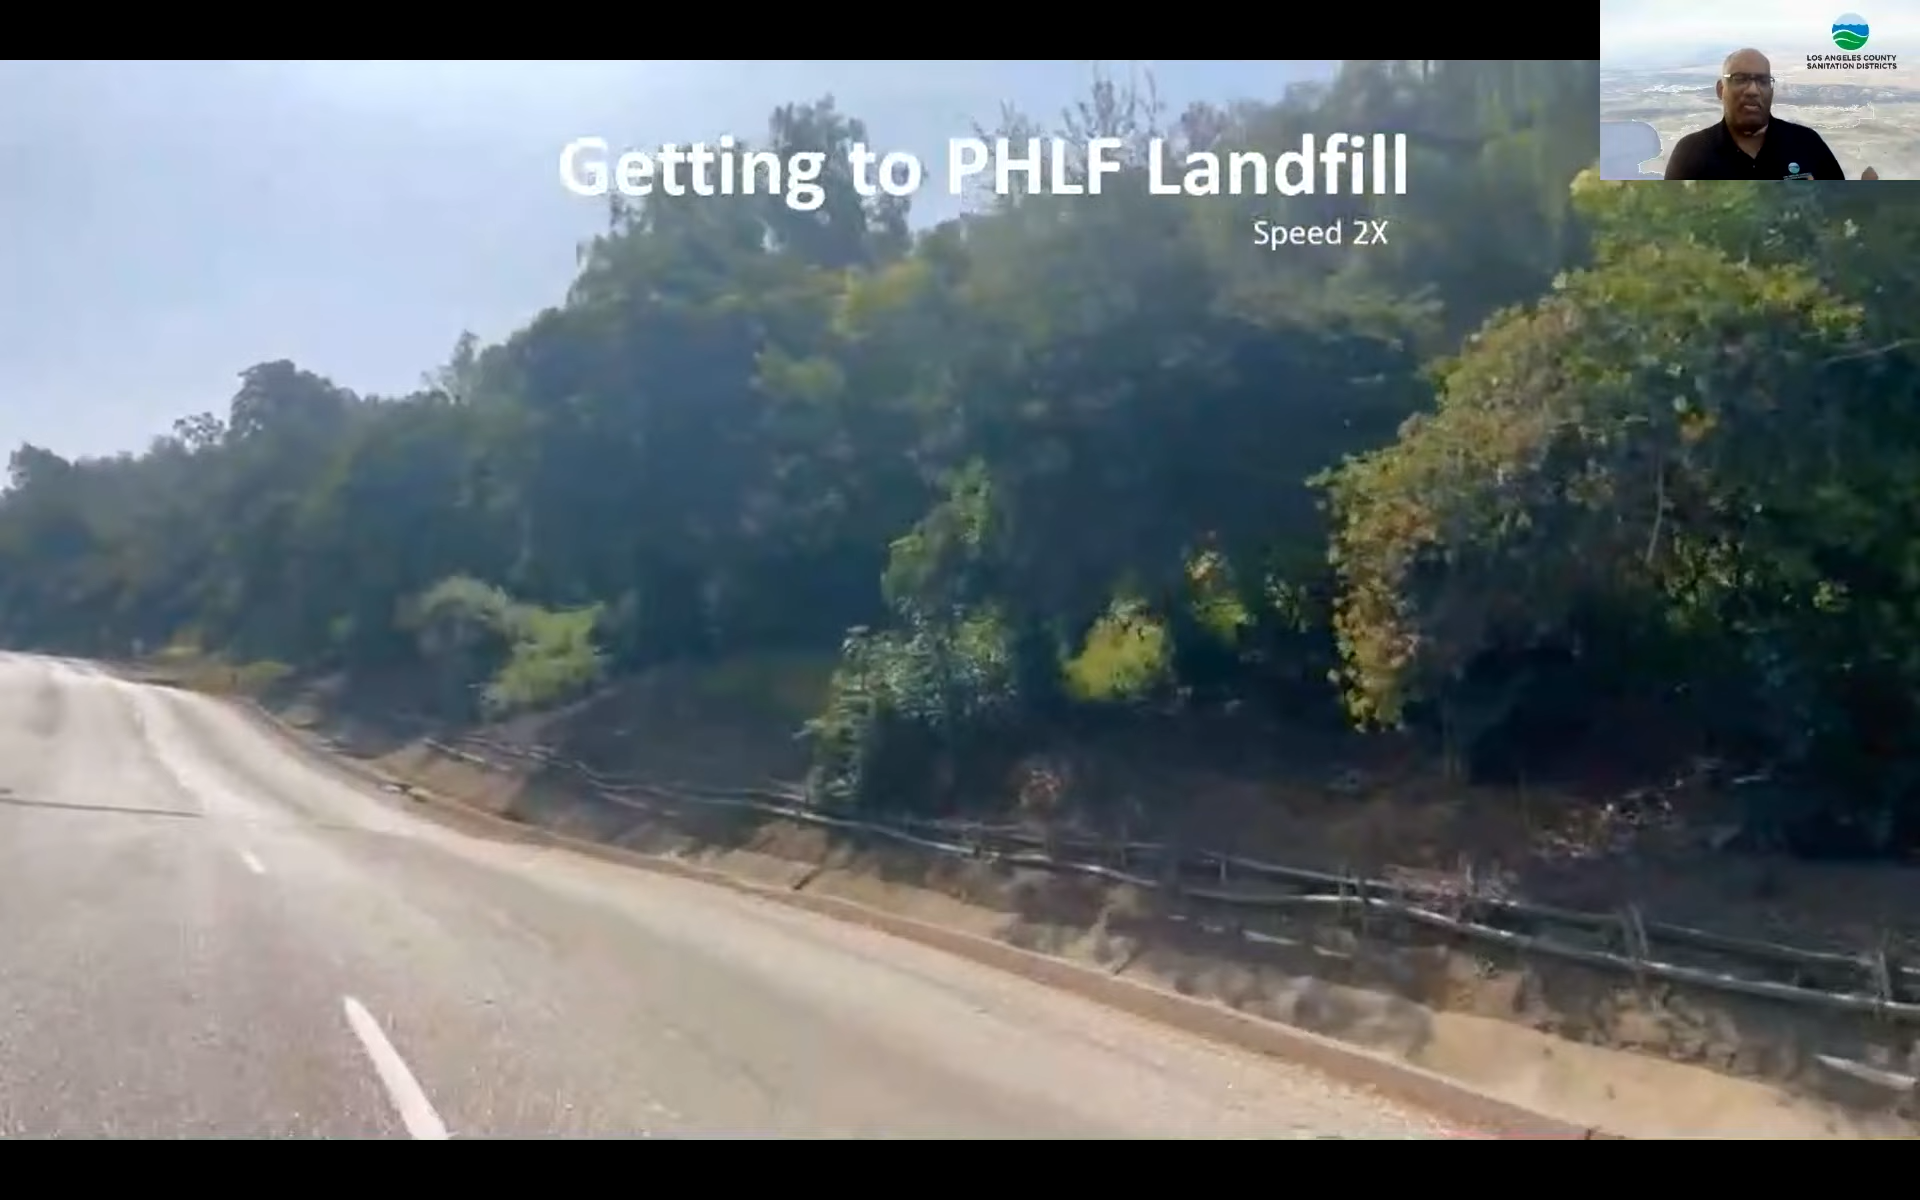 Getting to PHLF Landfill
Speed 2X
LOS ANGELES COUNTY
SANITATION DISTRICTS